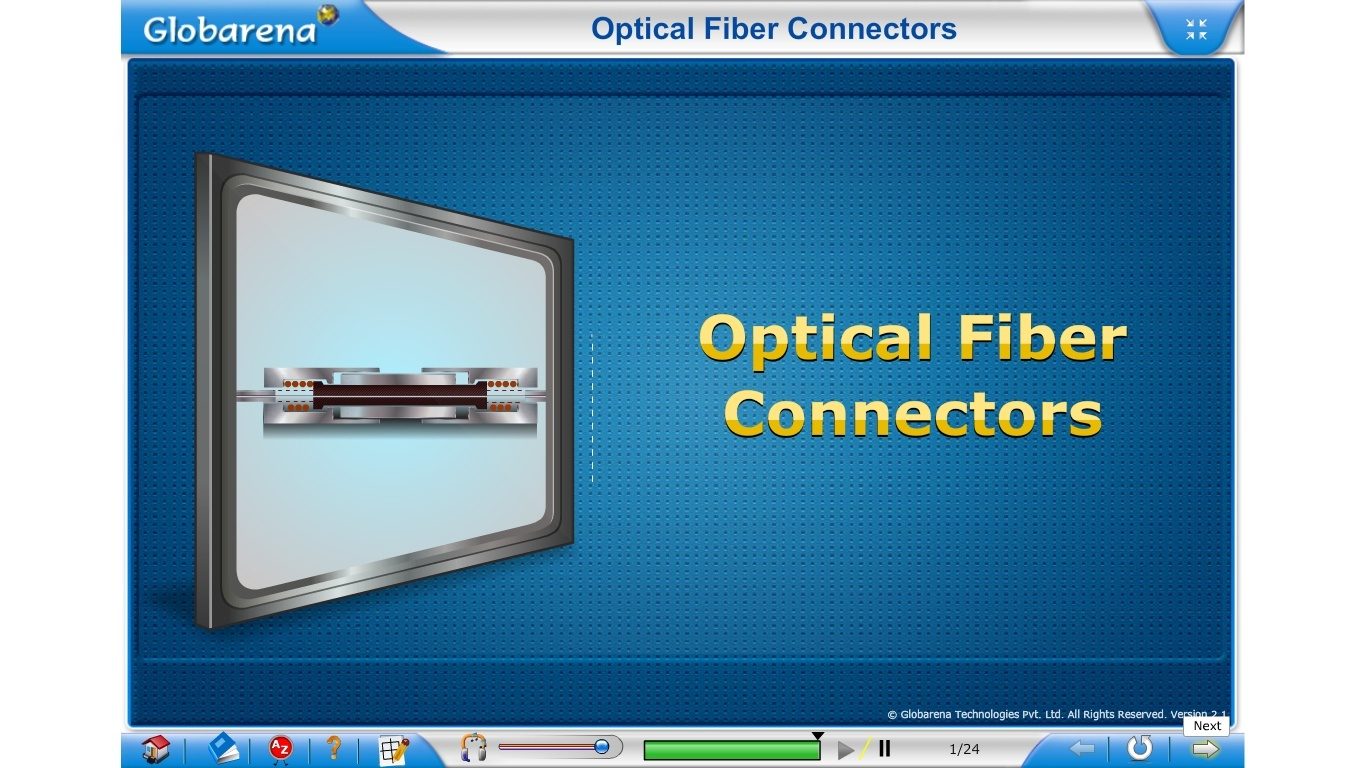 Globarena
Optical Fiber Connectors
Optical Fiber
Connectors
© Globarena Technologies Pvt. Ltd. All Rights Reserved. Version 2.1
Next
AZ
?
1/24